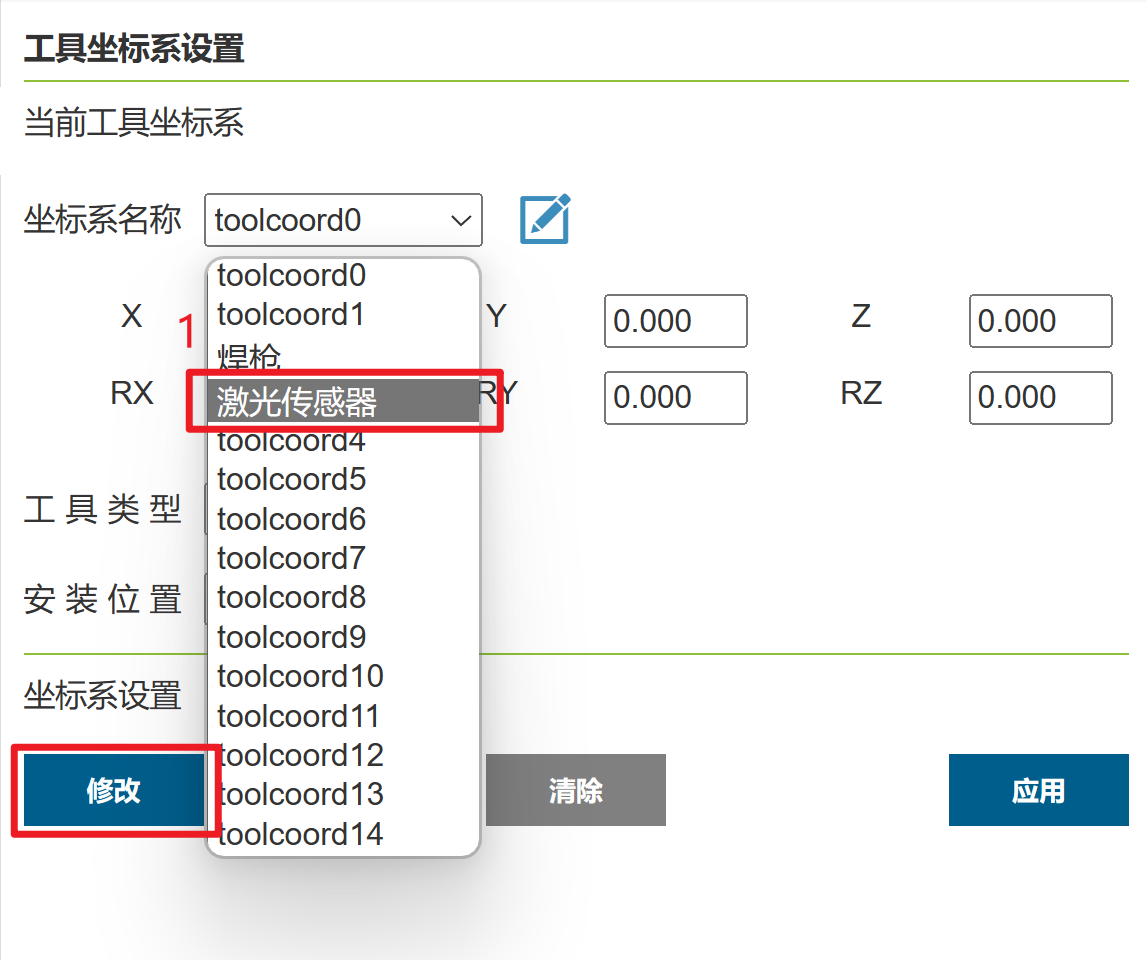 工具坐标系设置
当前工具坐标系
坐标系名称 toolcoord0
toolcoord0
X 1 toolcoord1 Y 0.000 Z 0.000
焊枪
RX 激光传感器 RY 0.000 RZ 0.000
toolcoord4
toolcoord5
工具类型 toolcoord6
toolcoord7
安装位置 toolcoord8
toolcoord9
坐标系设置 toolcoord10
toolcoord11
toolcoord12
修改 toolcoord13 清除 应用
toolcoord14